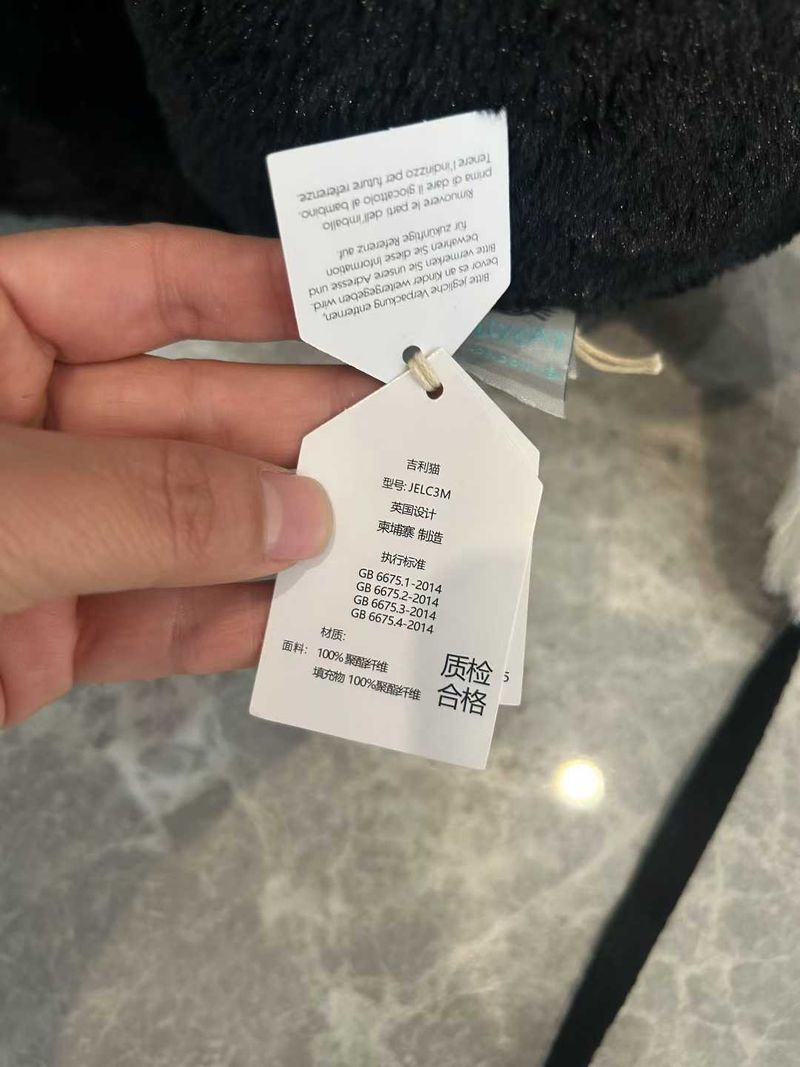 Bitte jegliche Verpackung entfernen,
bevor es an Kinder weitergegeben wird.
Bitte vermerken Sie unsere Adresse und
bewahren Sie diese Information
für zukünftige Referenz auf.
Rimuovere le parti dell'imballo
prima di dare il giocattolo al bambino.
Tenere l'indirizzo per future referenze.
吉利猫
型号: JELC3M
英国设计
柬埔寨 制造
执行标准
GB 6675.1-2014
GB 6675.2-2014
GB 6675.3-2014
GB 6675.4-2014
材质:
面料: 100% 聚酯纤维
填充物 100%聚酯纤维
质检
合格
5